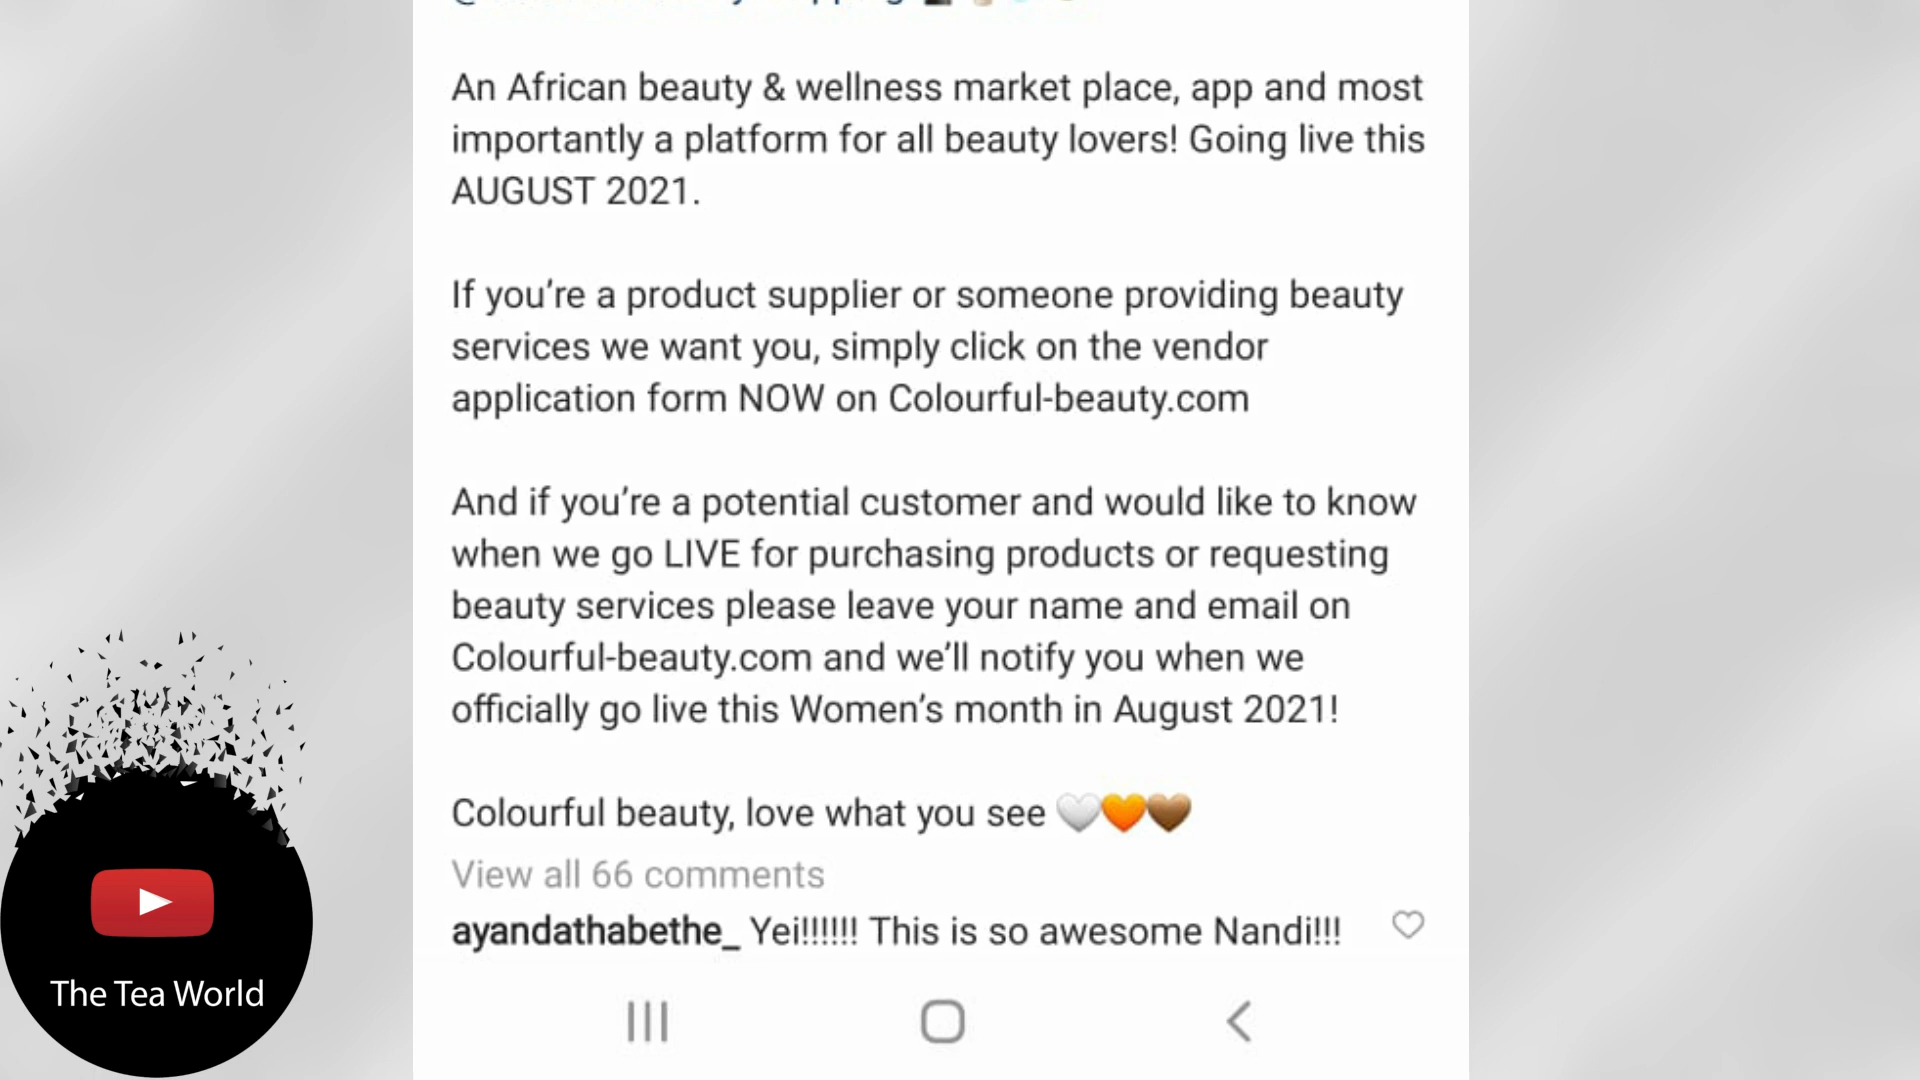 An African beauty & wellness market place, app and most
importantly a platform for all beauty lovers! Going live this
AUGUST 2021.
If you’re a product supplier or someone providing beauty
services we want you, simply click on the vendor
application form NOW on Colourful-beauty.com
And if you’re a potential customer and would like to know
when we go LIVE for purchasing products or requesting
beauty services please leave your name and email on
Colourful-beauty.com and we’ll notify you when we
officially go live this Women’s month in August 2021!
Colourful beauty, love what you see 🤍🧡🤎
View all 66 comments
ayandathabethe_ Yei!!!!!! This is so awesome Nandi!!!
The Tea World